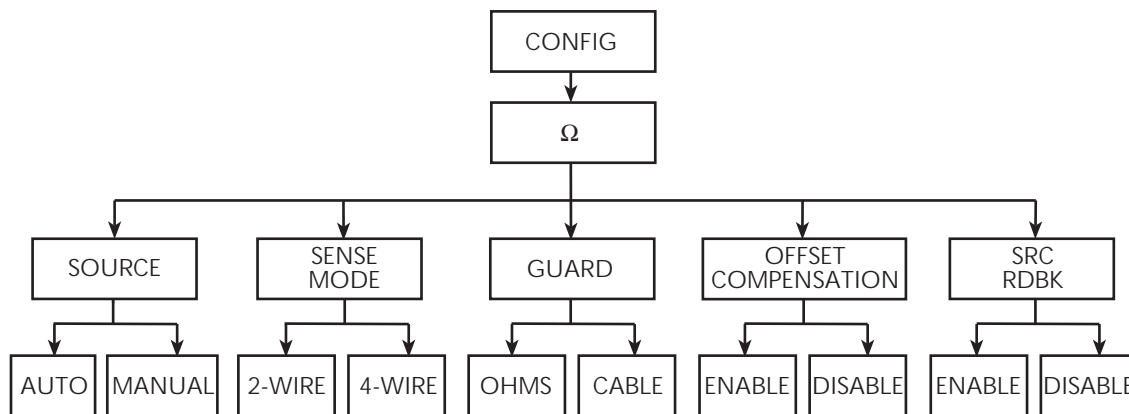 CONFIG
Ω
SOURCE
SENSE
MODE
GUARD
OFFSET
COMPENSATION
SRC
RDBK
AUTO
MANUAL
2-WIRE
4-WIRE
OHMS
CABLE
ENABLE
DISABLE
ENABLE
DISABLE